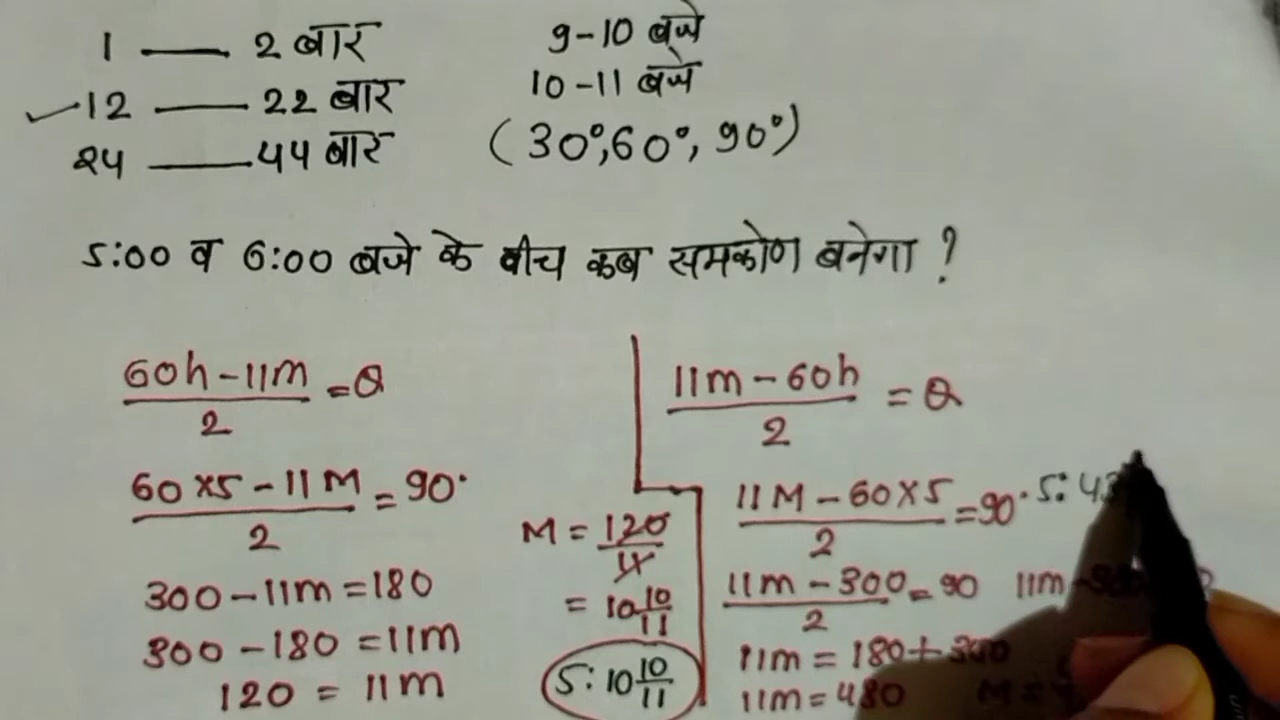 1 — 2 बार
✓12 — 22 बार
24 — 44 बार
9-10 बजे
10-11 बजे
(30°,60°, 90°)
5:00 व 6:00 बजे के बीच कब समकोण बनेगा ?
60h-11m/2 = Q
60×5-11M/2 = 90°
300-11m=180
300-180=11m
120 = 11m
M = 120/11
= 10 10/11
5:10 10/11
11m-60h/2 = Q
11M-60×5/2 = 90° 5:43
11m-300/2 = 90 11m
11m = 180+300
11m = 480 M =